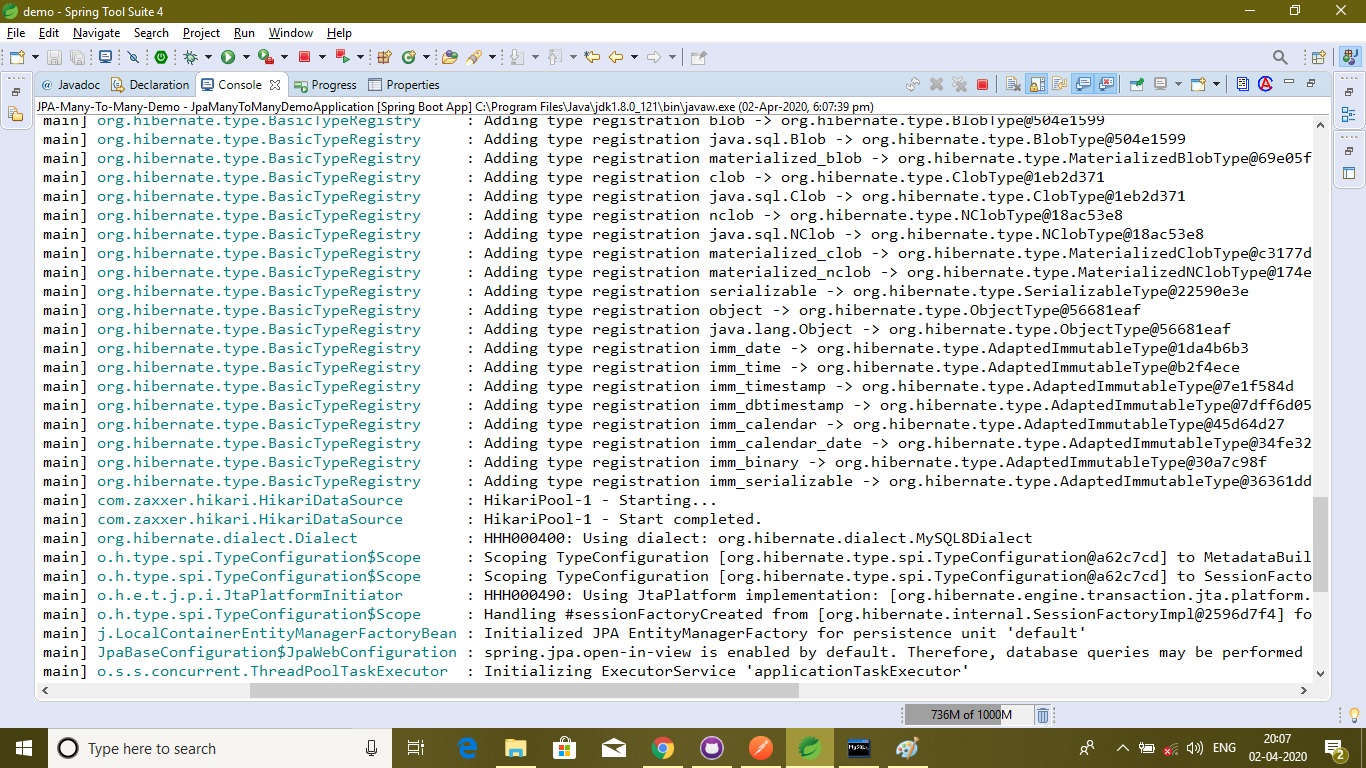 demo - Spring Tool Suite 4
File Edit Navigate Search Project Run Window Help
@ Javadoc Declaration Console Progress Properties
JPA-Many-To-Many-Demo - JpaManyToManyDemoApplication [Spring Boot App] C:\Program Files\Java\jdk1.8.0_121\bin\javaw.exe (02-Apr-2020, 6:07:39 pm)
main] org.hibernate.type.BasicTypeRegistry : Adding type registration blob -> org.hibernate.type.BlobType@504e1599
main] org.hibernate.type.BasicTypeRegistry : Adding type registration java.sql.Blob -> org.hibernate.type.BlobType@504e1599
main] org.hibernate.type.BasicTypeRegistry : Adding type registration materialized_blob -> org.hibernate.type.MaterializedBlobType@69e05f
main] org.hibernate.type.BasicTypeRegistry : Adding type registration clob -> org.hibernate.type.ClobType@1eb2d371
main] org.hibernate.type.BasicTypeRegistry : Adding type registration java.sql.Clob -> org.hibernate.type.ClobType@1eb2d371
main] org.hibernate.type.BasicTypeRegistry : Adding type registration nclob -> org.hibernate.type.NClobType@18ac53e8
main] org.hibernate.type.BasicTypeRegistry : Adding type registration java.sql.NClob -> org.hibernate.type.NClobType@18ac53e8
main] org.hibernate.type.BasicTypeRegistry : Adding type registration materialized_clob -> org.hibernate.type.MaterializedClobType@c3177d
main] org.hibernate.type.BasicTypeRegistry : Adding type registration materialized_nclob -> org.hibernate.type.MaterializedNClobType@174e
main] org.hibernate.type.BasicTypeRegistry : Adding type registration serializable -> org.hibernate.type.SerializableType@22590e3e
main] org.hibernate.type.BasicTypeRegistry : Adding type registration object -> org.hibernate.type.ObjectType@56681eaf
main] org.hibernate.type.BasicTypeRegistry : Adding type registration java.lang.Object -> org.hibernate.type.ObjectType@56681eaf
main] org.hibernate.type.BasicTypeRegistry : Adding type registration imm_date -> org.hibernate.type.AdaptedImmutableType@1da4b6b3
main] org.hibernate.type.BasicTypeRegistry : Adding type registration imm_time -> org.hibernate.type.AdaptedImmutableType@b2f4ece
main] org.hibernate.type.BasicTypeRegistry : Adding type registration imm_timestamp -> org.hibernate.type.AdaptedImmutableType@7e1f584d
main] org.hibernate.type.BasicTypeRegistry : Adding type registration imm_dbtimestamp -> org.hibernate.type.AdaptedImmutableType@7dff6d05
main] org.hibernate.type.BasicTypeRegistry : Adding type registration imm_calendar -> org.hibernate.type.AdaptedImmutableType@45d64d27
main] org.hibernate.type.BasicTypeRegistry : Adding type registration imm_calendar_date -> org.hibernate.type.AdaptedImmutableType@34fe32
main] org.hibernate.type.BasicTypeRegistry : Adding type registration imm_binary -> org.hibernate.type.AdaptedImmutableType@30a7c98f
main] org.hibernate.type.BasicTypeRegistry : Adding type registration imm_serializable -> org.hibernate.type.AdaptedImmutableType@36361dd
main] com.zaxxer.hikari.HikariDataSource : HikariPool-1 - Starting...
main] com.zaxxer.hikari.HikariDataSource : HikariPool-1 - Start completed.
main] org.hibernate.dialect.Dialect : HHH000400: Using dialect: org.hibernate.dialect.MySQL8Dialect
main] o.h.type.spi.TypeConfiguration$Scope : Scoping TypeConfiguration [org.hibernate.type.spi.TypeConfiguration@a62c7cd] to MetadataBuil
main] o.h.type.spi.TypeConfiguration$Scope : Scoping TypeConfiguration [org.hibernate.type.spi.TypeConfiguration@a62c7cd] to SessionFacto
main] o.h.e.t.j.p.i.JtaPlatformInitiator : HHH000490: Using JtaPlatform implementation: [org.hibernate.engine.transaction.jta.platform.
main] o.h.type.spi.TypeConfiguration$Scope : Handling #sessionFactoryCreated from [org.hibernate.internal.SessionFactoryImpl@2596d7f4] fo
main] j.LocalContainerEntityManagerFactoryBean : Initialized JPA EntityManagerFactory for persistence unit 'default'
main] JpaBaseConfiguration$JpaWebConfiguration : spring.jpa.open-in-view is enabled by default. Therefore, database queries may be performed
main] o.s.s.concurrent.ThreadPoolTaskExecutor : Initializing ExecutorService 'applicationTaskExecutor'
736M of 1000M
Type here to search
ENG
20:07
02-04-2020
2